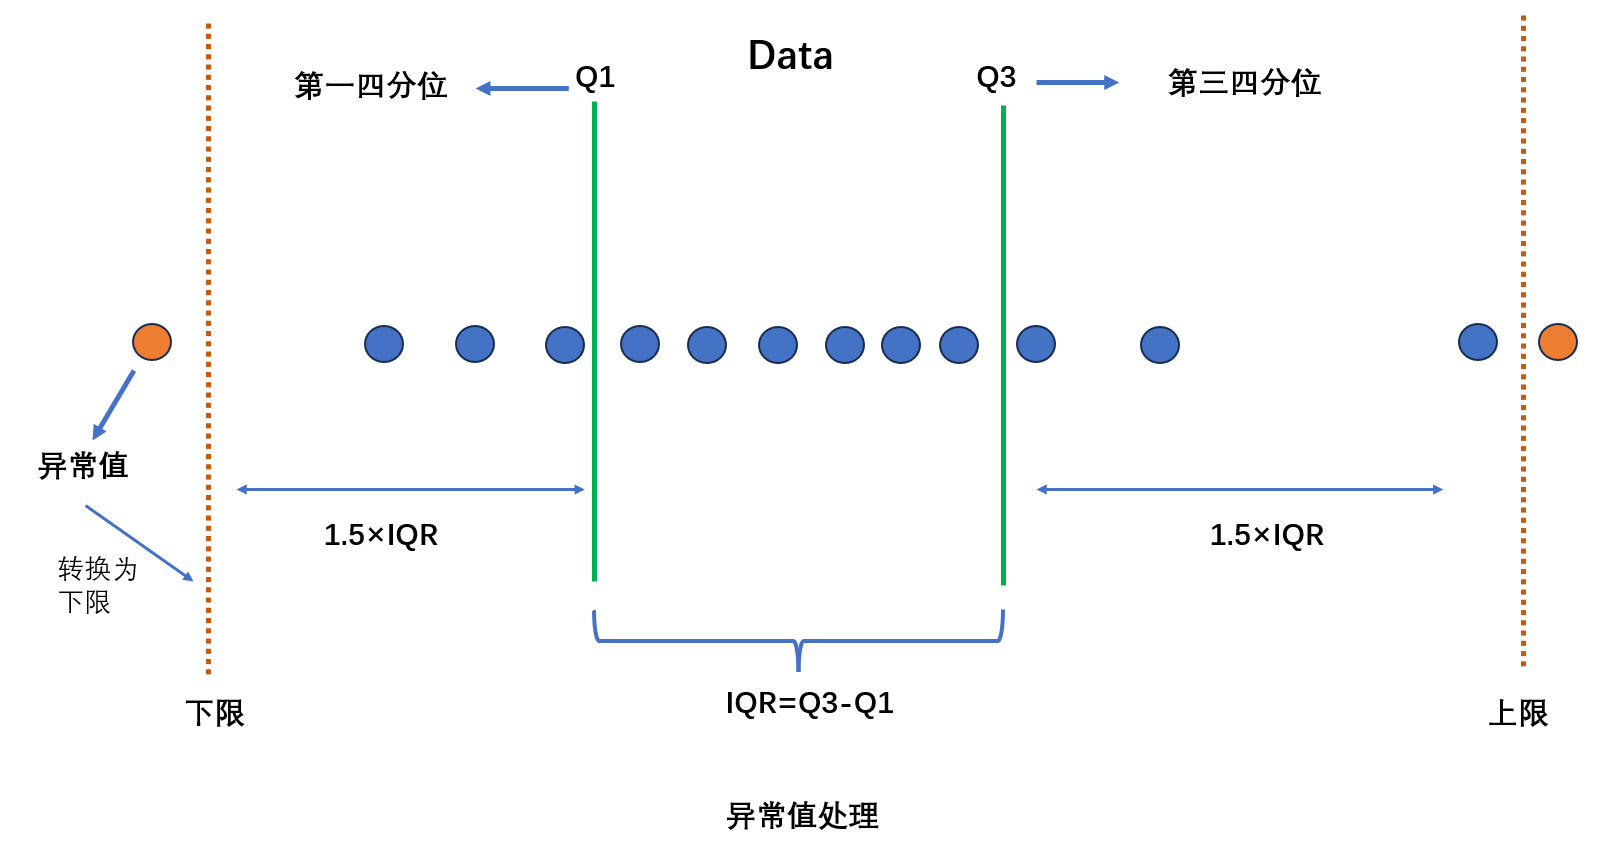 Data
第一四分位
Q1
Q3
第三四分位
异常值
1.5×IQR
1.5×IQR
转换为
下限
下限
IQR=Q3-Q1
上限
异常值处理